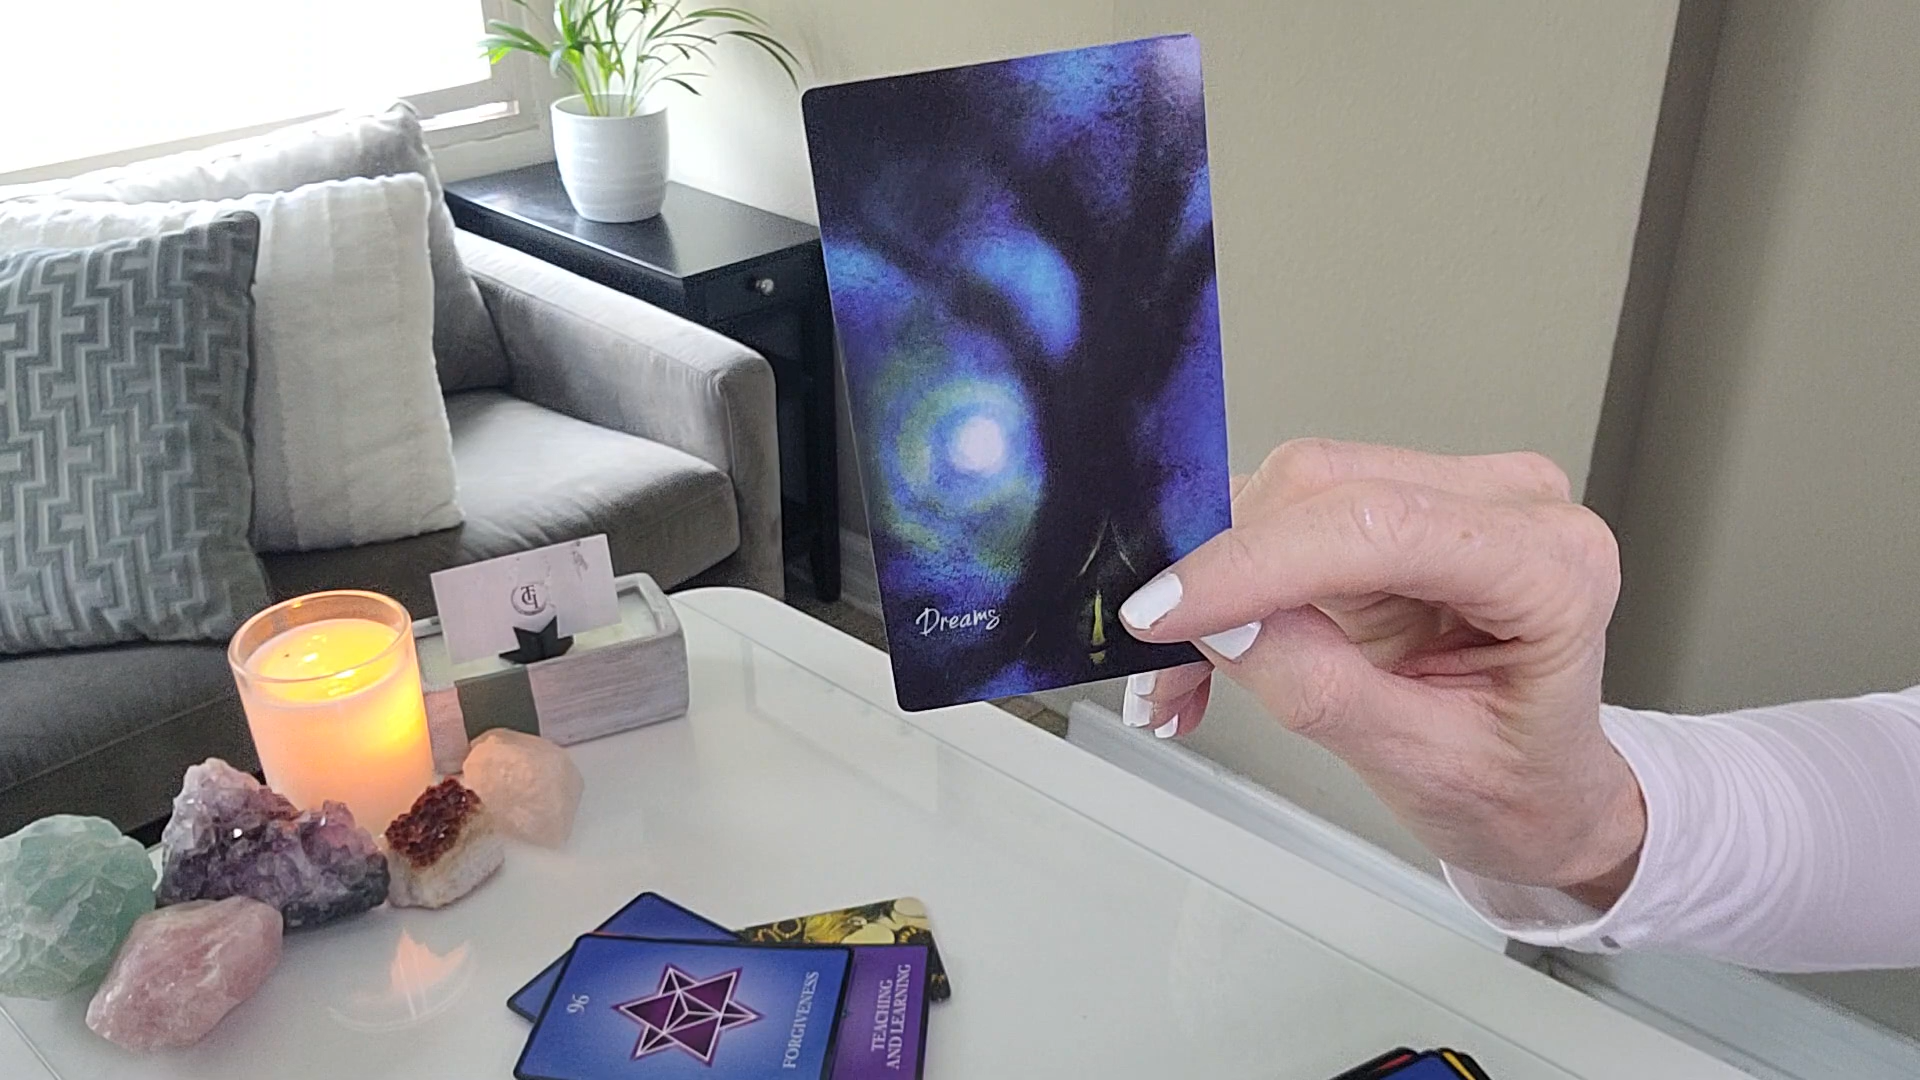 Dreams
96
FORGIVENESS
TEACHING
AND LEARNING